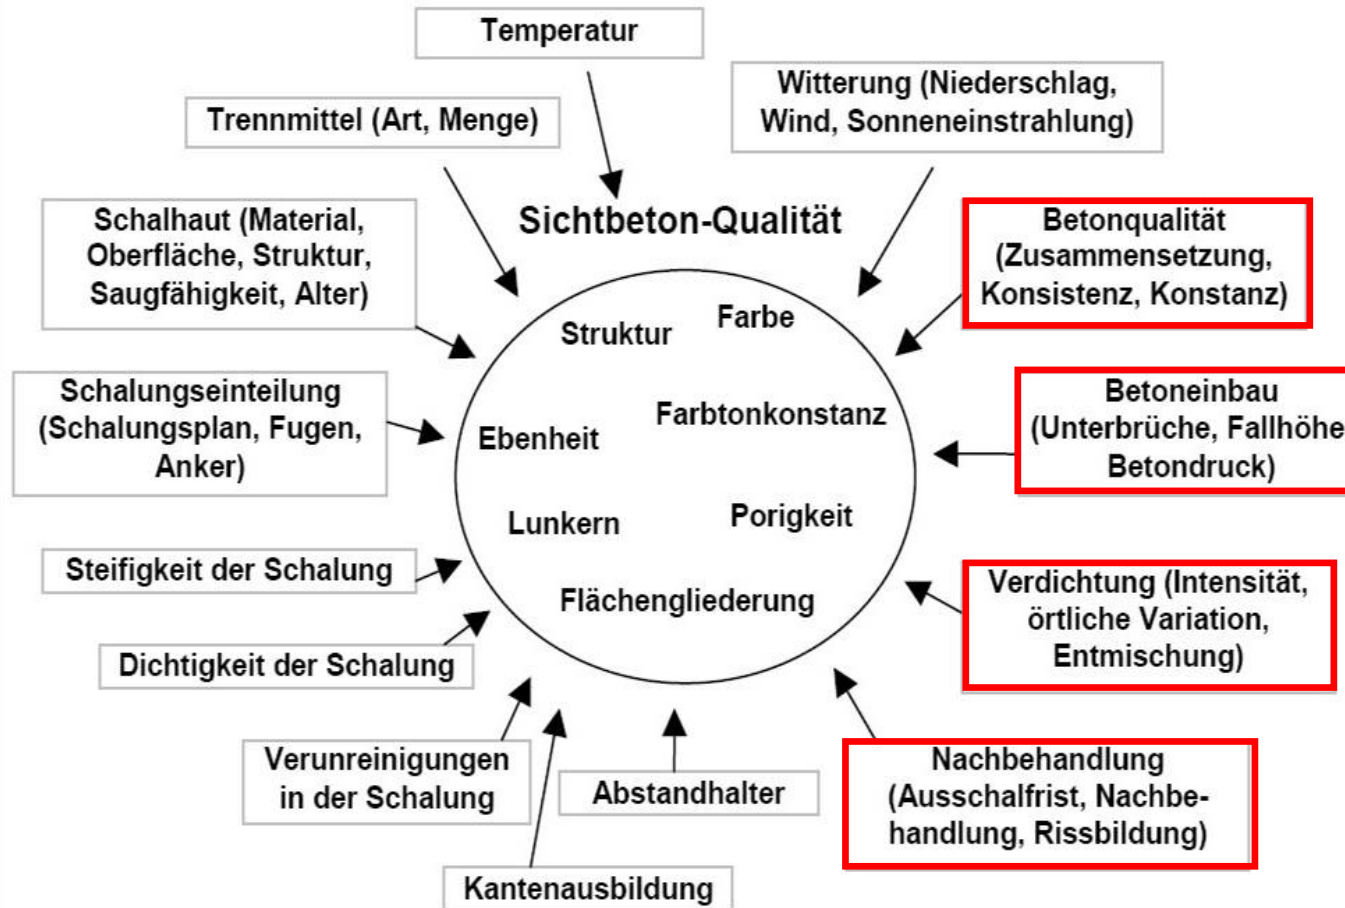 Temperatur
Witterung (Niederschlag,
Wind, Sonneneinstrahlung)
Trennmittel (Art, Menge)
Sichtbeton-Qualität
Schalhaut (Material,
Oberfläche, Struktur,
Saugfähigkeit, Alter)
Betonqualität
(Zusammensetzung,
Konsistenz, Konstanz)
Struktur
Farbe
Schalungseinteilung
(Schalungsplan, Fugen,
Anker)
Ebenheit
Farbtonkonstanz
Betoneinbau
(Unterbrüche, Fallhöhe
Betondruck)
Lunkern
Porigkeit
Steifigkeit der Schalung
Flächengliederung
Verdichtung (Intensität,
örtliche Variation,
Entmischung)
Dichtigkeit der Schalung
Verunreinigungen
in der Schalung
Abstandhalter
Nachbehandlung
(Ausschalfrist, Nachbe-
handlung, Rissbildung)
Kantenausbildung